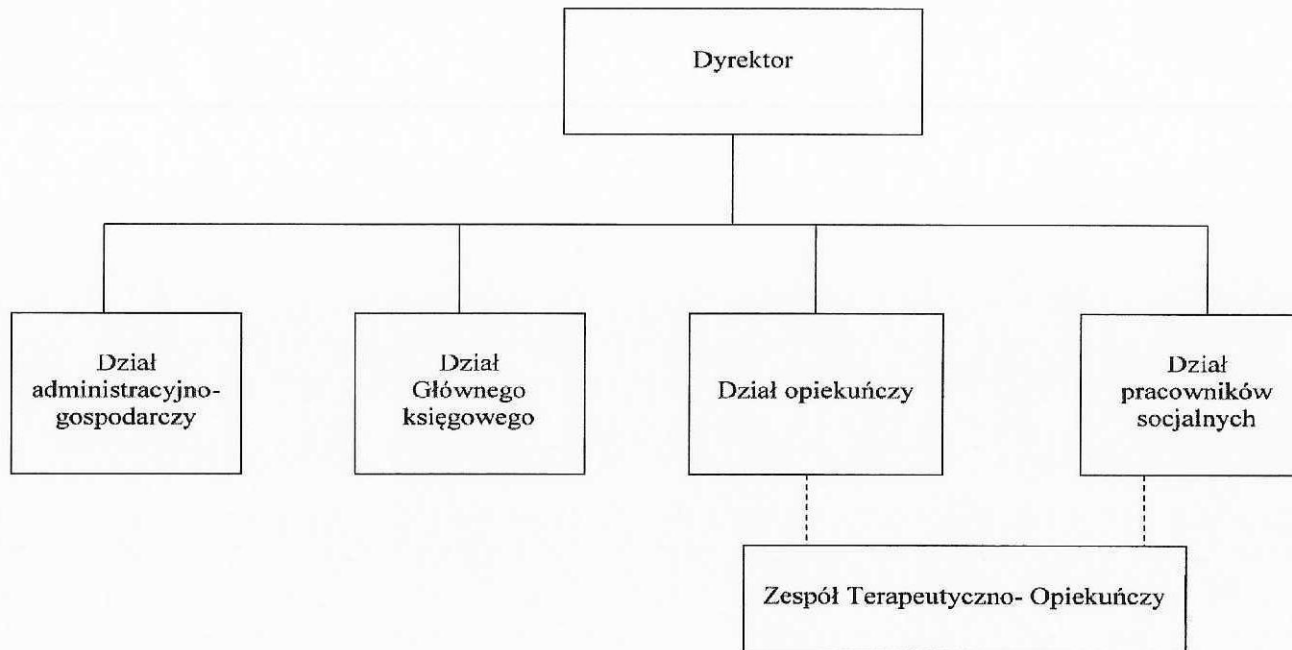 Dyrektor
Dział
administracyjno-
gospodarczy
Dział
Głównego
księgowego
Dział opiekuńczy
Dział
pracowników
socjalnych
Zespół Terapeutyczno- Opiekuńczy